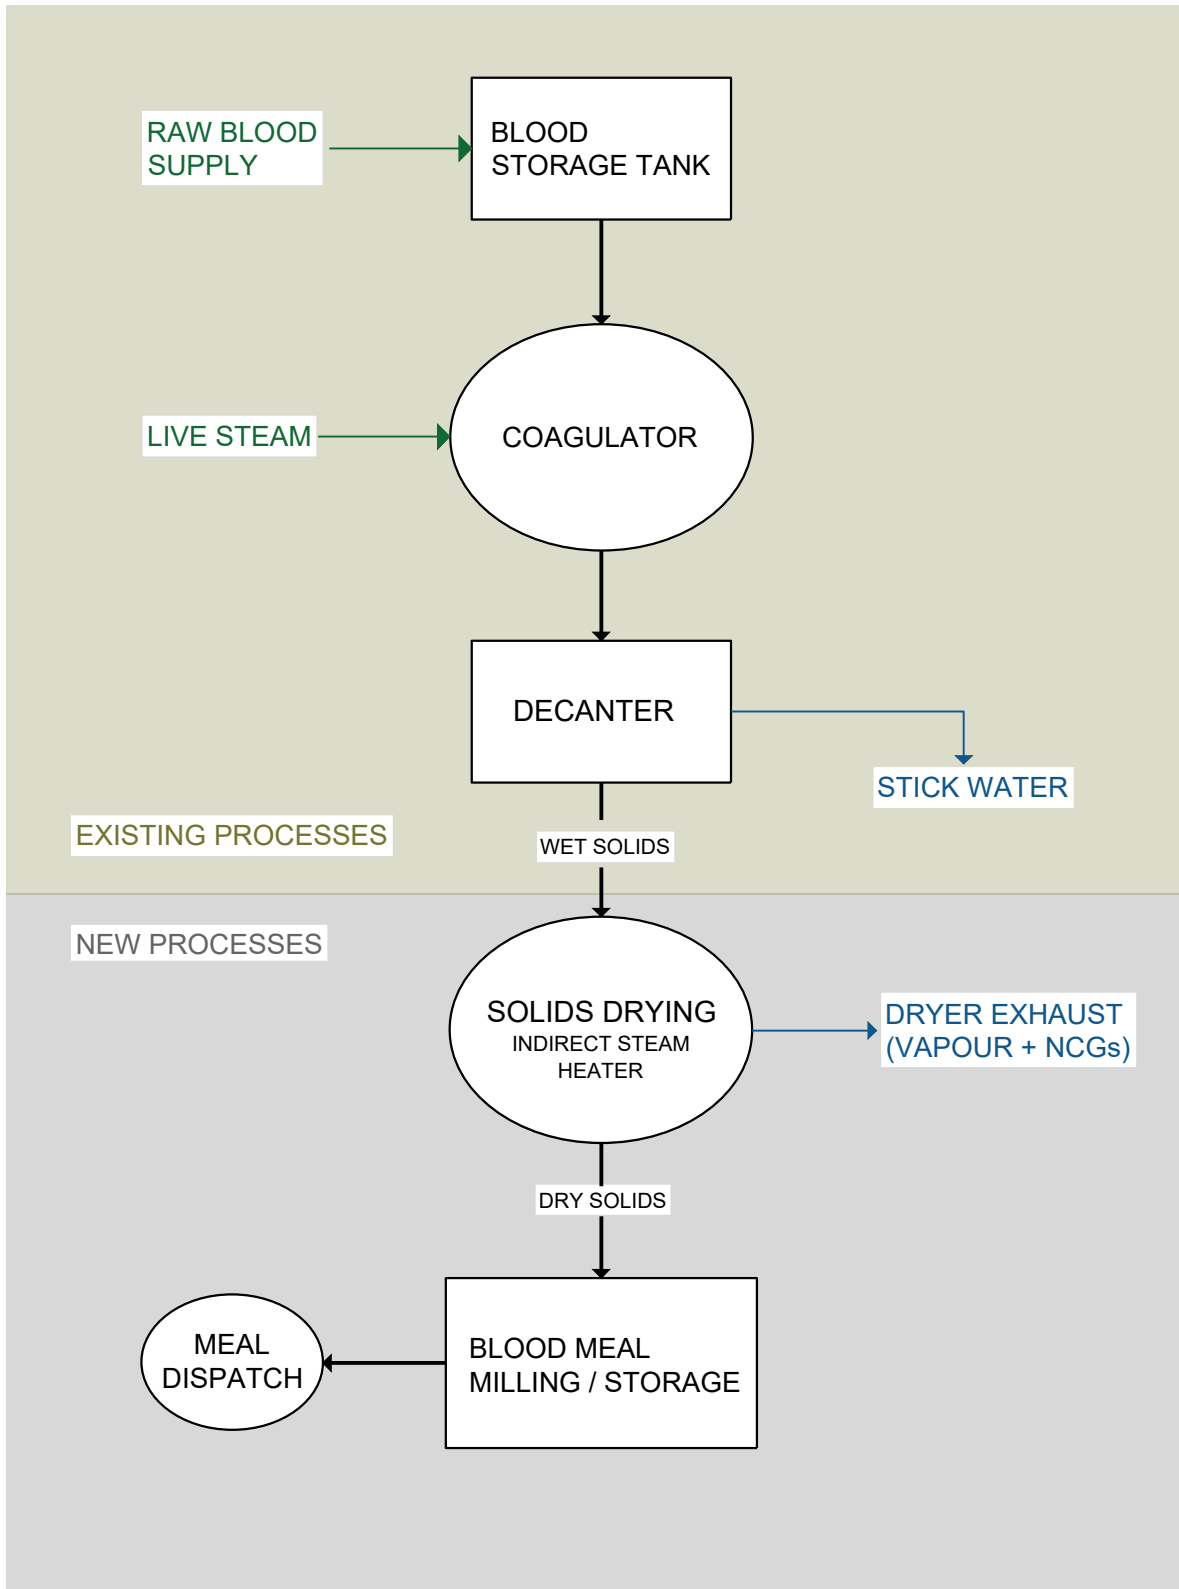 RAW BLOOD
SUPPLY
BLOOD
STORAGE TANK
LIVE STEAM
COAGULATOR
DECANTER
STICK WATER
EXISTING PROCESSES
WET SOLIDS
NEW PROCESSES
SOLIDS DRYING
INDIRECT STEAM
HEATER
DRYER EXHAUST
(VAPOUR + NCGs)
DRY SOLIDS
MEAL
DISPATCH
BLOOD MEAL
MILLING / STORAGE